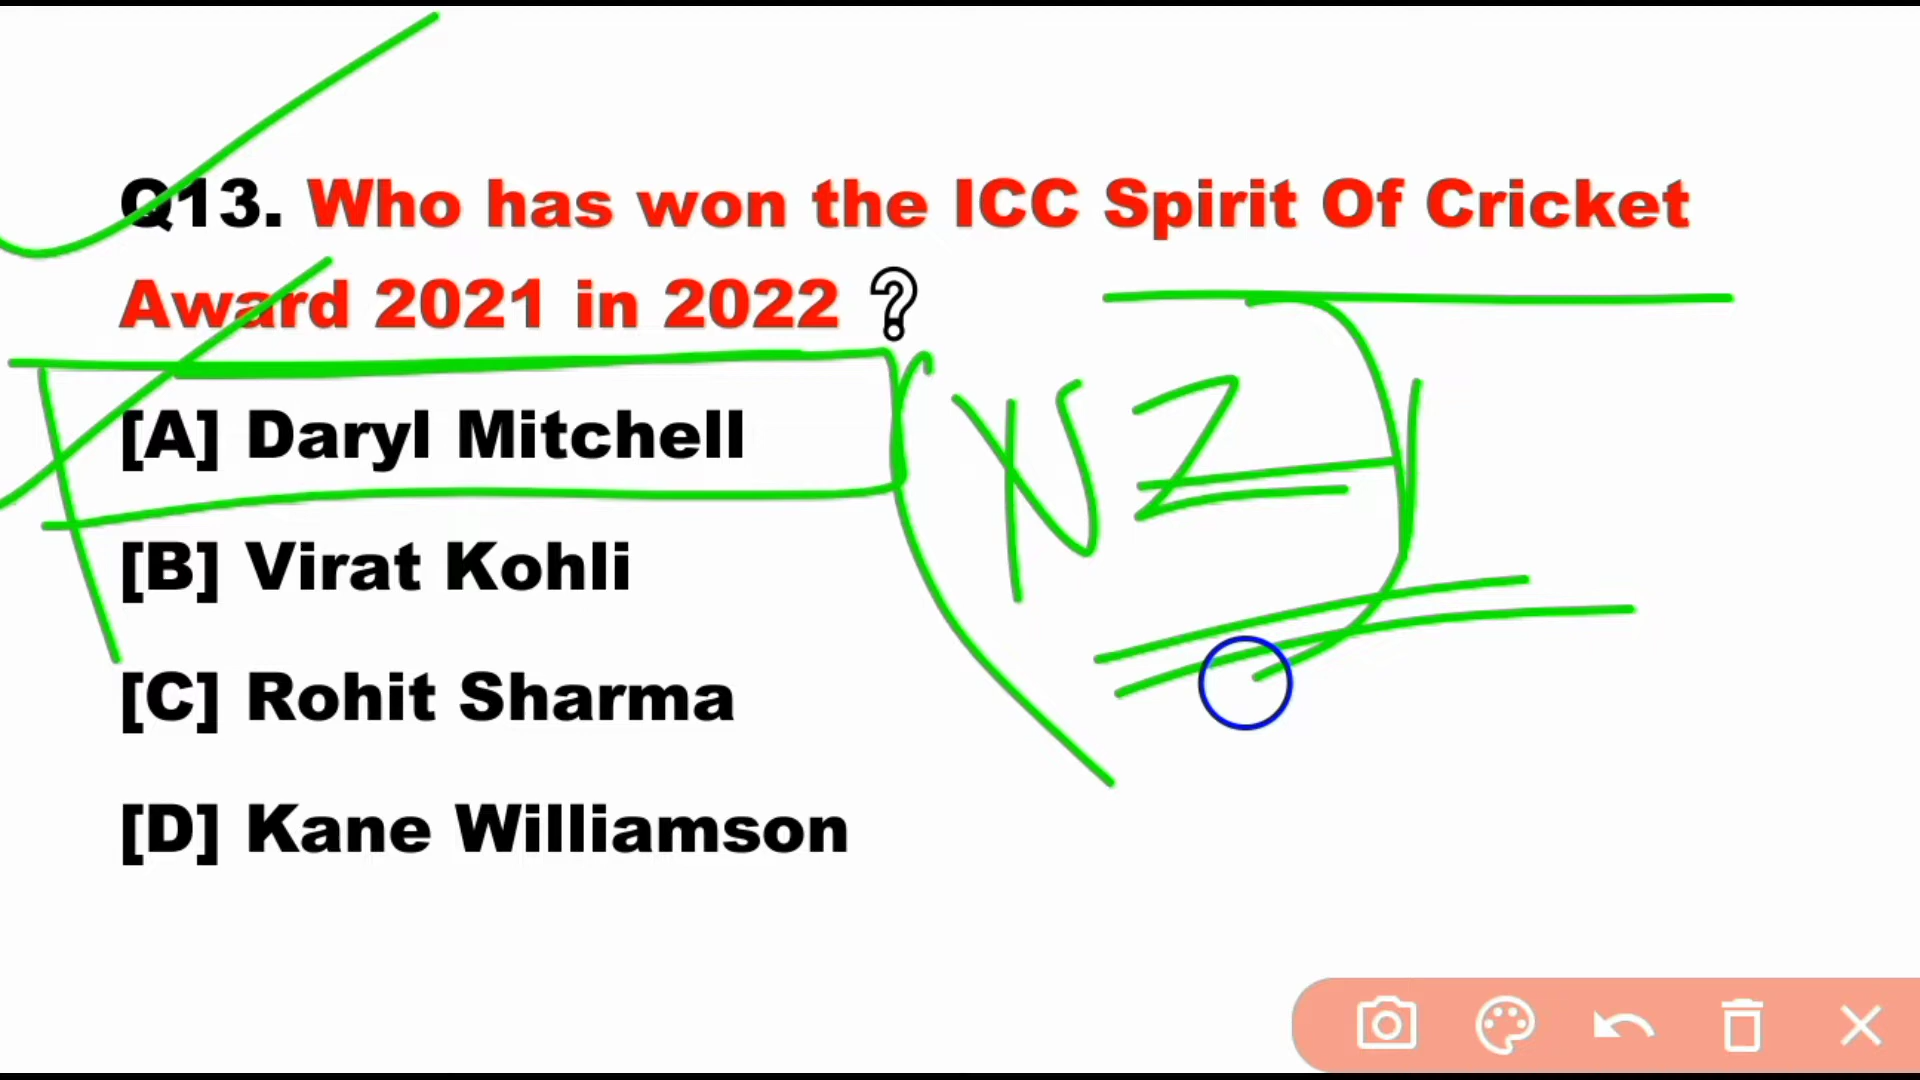 Q13. Who has won the ICC Spirit Of Cricket
Award 2021 in 2022 ?
[A] Daryl Mitchell
NZ
[B] Virat Kohli
[C] Rohit Sharma
[D] Kane Williamson